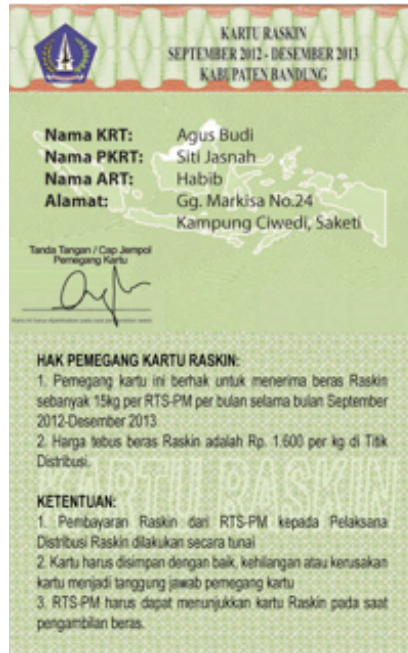 KARTU RASKIN
SEPTEMBER 2012 - DESEMBER 2013
KABUPATEN BANDUNG
Nama KRT: Agus Budi
Nama PKRT: Siti Jasnah
Nama ART: Habib
Alamat: Gg. Markisa No.24
Kampung Ciwedi, Saketi
Tanda Tangan / Cap Jempol
Pemegang Kartu
HAK PEMEGANG KARTU RASKIN:
1. Pemegang kartu ini berhak untuk menerima beras Raskin
sebanyak 15kg per RTS-PM per bulan selama bulan September
2012-Desember 2013
2. Harga tebus beras Raskin adalah Rp. 1.600 per kg di Titik
Distribusi.
KARTU RASKIN
KETENTUAN:
1. Pembayaran Raskin dari RTS-PM kepada Pelaksana
Distribusi Raskin dilakukan secara tunai
2. Kartu harus disimpan dengan baik, kehilangan atau kerusakan
kartu menjadi tanggung jawab pemegang kartu
3. RTS-PM harus dapat menunjukkan kartu Raskin pada saat
pengambilan beras.